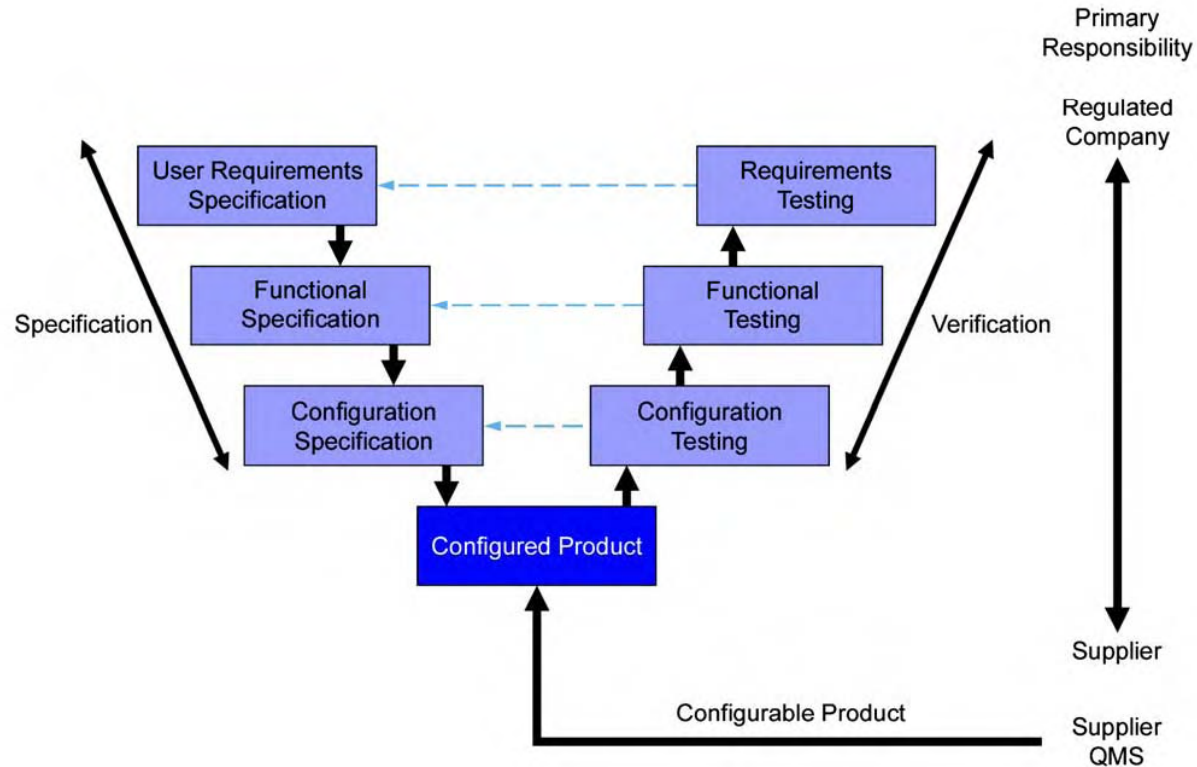 Primary
Responsibility
Regulated
Company
User Requirements
Specification
Requirements
Testing
Functional
Specification
Functional
Testing
Specification
Verification
Configuration
Specification
Configuration
Testing
Configured Product
Supplier
Configurable Product
Supplier
QMS